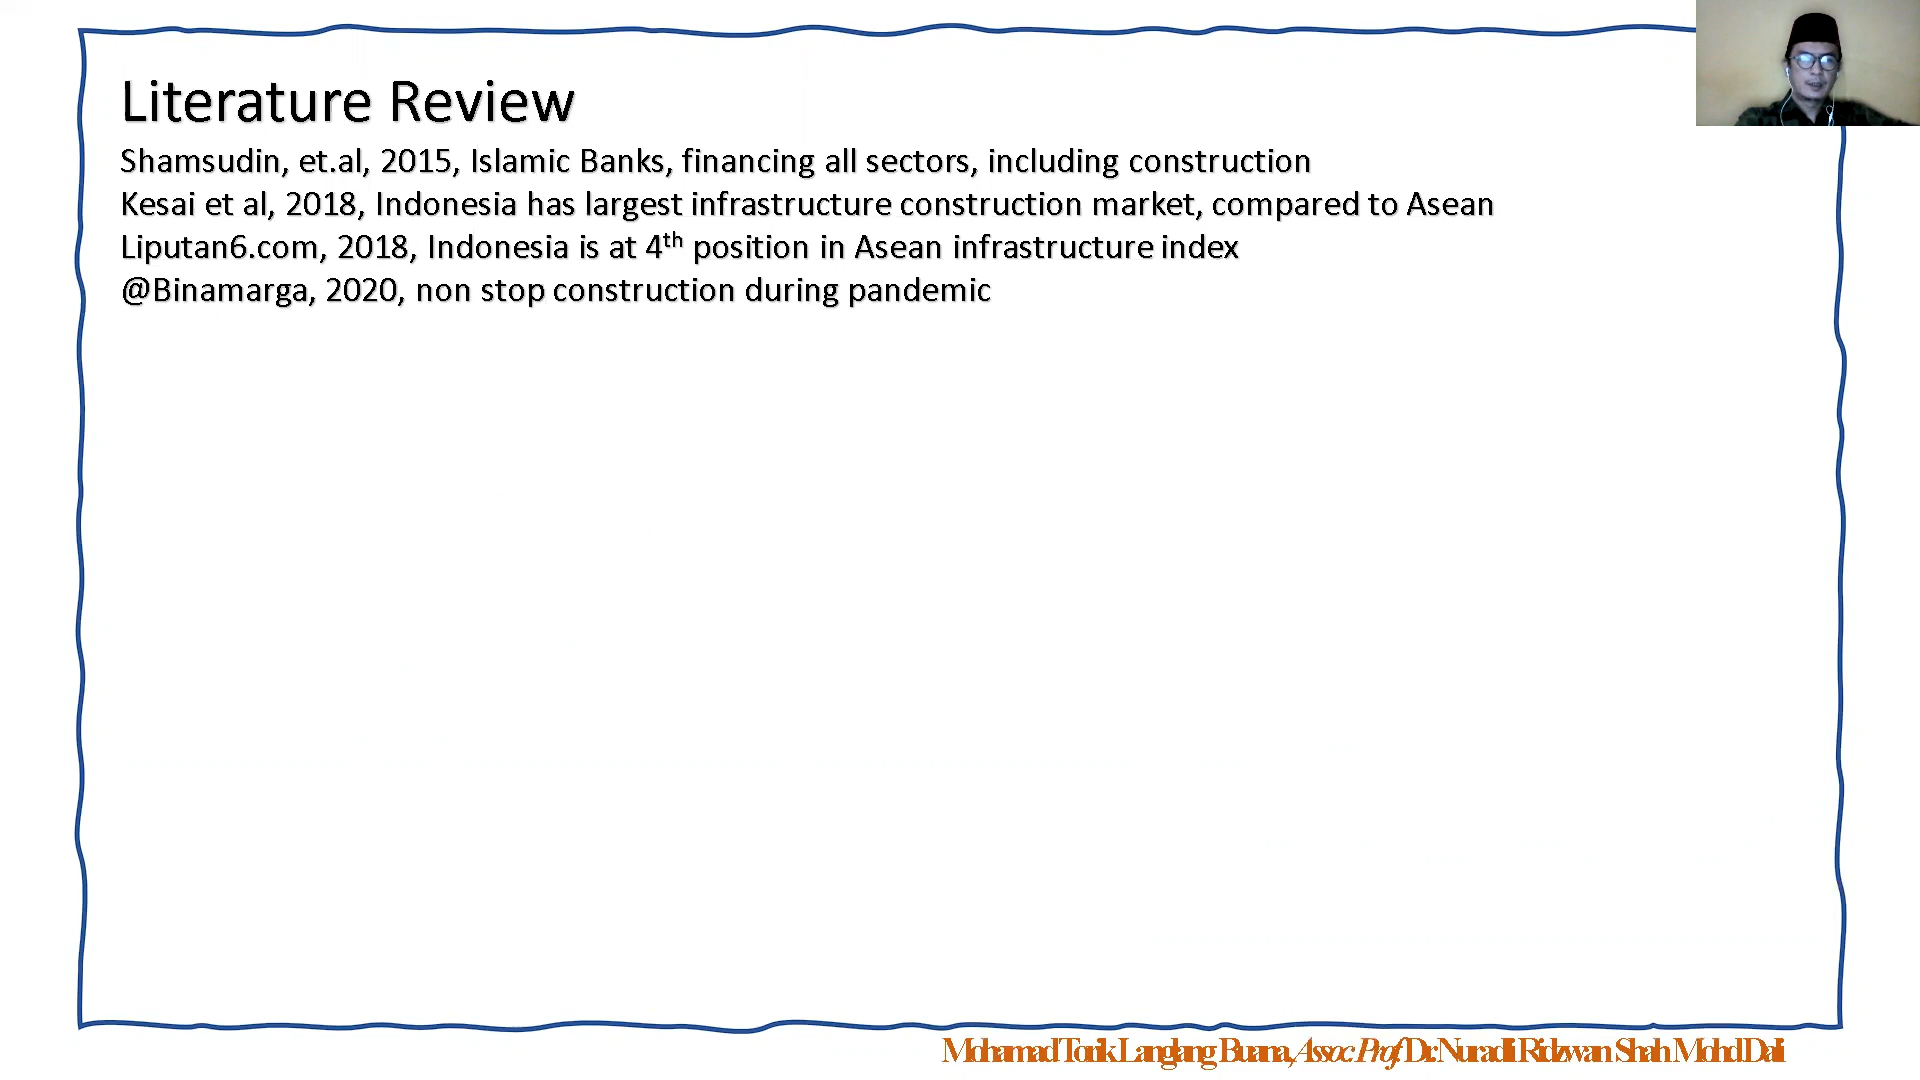 Literature Review
Shamsudin, et.al, 2015, Islamic Banks, financing all sectors, including construction
Kesai et al, 2018, Indonesia has largest infrastructure construction market, compared to Asean
Liputan6.com, 2018, Indonesia is at 4th position in Asean infrastructure index
@Binamarga, 2020, non stop construction during pandemic
Mohamad Torik Langlang Buana, Assoc. Prof. Dr. Nuradli Ridzwan Shah Mohd Dali